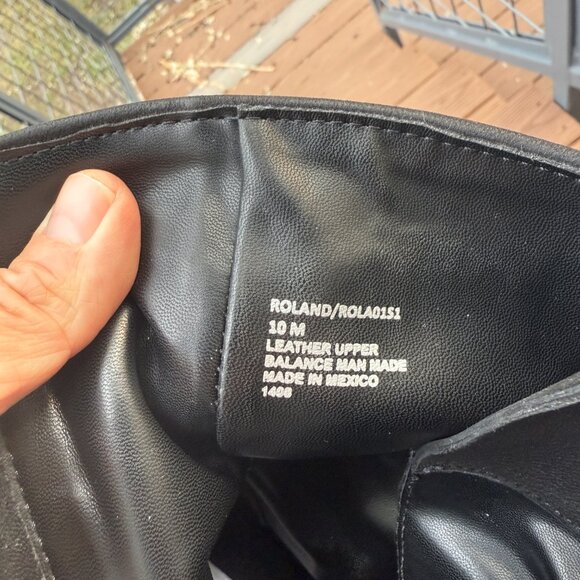 ROLAND/ROLA01S1
10 M
LEATHER UPPER
BALANCE MAN MADE
MADE IN MEXICO
1408